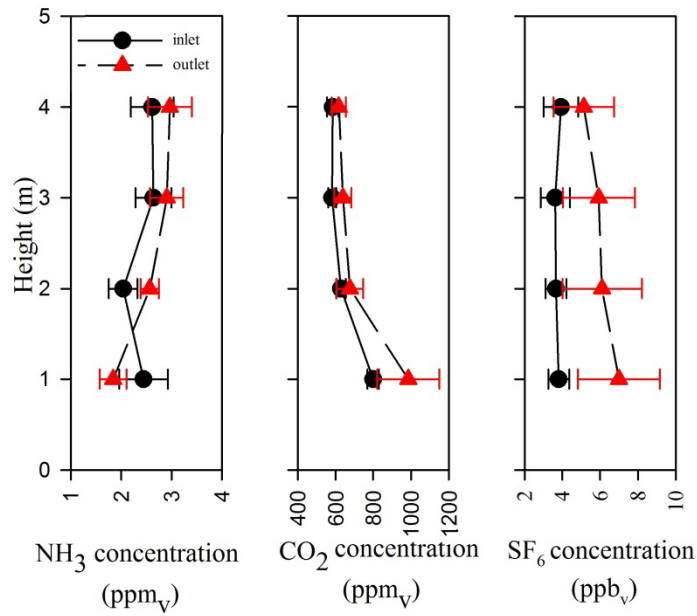 5
4
3
2
1
0
Height (m)
inlet
outlet
1 2 3 4
400 600 800 1000 1200
2 4 6 8 10
NH3 concentration
(ppmv)
CO2 concentration
(ppmv)
SF6 concentration
(ppbv)